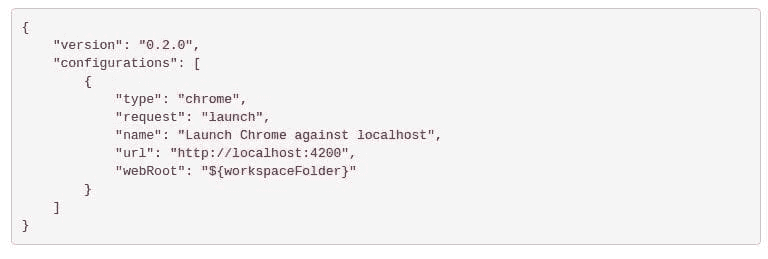 {
    "version": "0.2.0",
    "configurations": [
        {
            "type": "chrome",
            "request": "launch",
            "name": "Launch Chrome against localhost",
            "url": "http://localhost:4200",
            "webRoot": "${workspaceFolder}"
        }
    ]
}